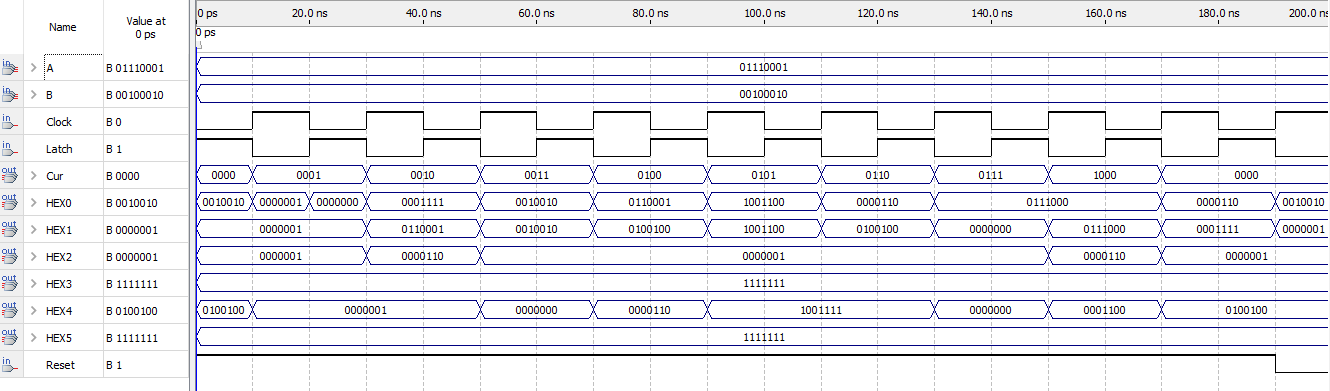 Name Value at 0 ps 0 ps 20.0 ns 40.0 ns 60.0 ns 80.0 ns 100.0 ns 120.0 ns 140.0 ns 160.0 ns 180.0 ns 200.0 ns
0 ps
in A B 01110001 01110001
in B B 00100010 00100010
in Clock B 0
in Latch B 1
out Cur B 0000 0000 0001 0010 0011 0100 0101 0110 0111 1000 0000
out HEX0 B 0010010 0010010 0000001 0000000 0001111 0010010 0110001 1001100 0000110 0111000 0000110 0010010
out HEX1 B 0000001 0000001 0110001 0010010 0100100 1001100 0100100 0000000 0111000 0001111 0000001
out HEX2 B 0000001 0000001 0000110 0000001 0000110 0000001
out HEX3 B 1111111 1111111
out HEX4 B 0100100 0100100 0000001 0000000 0000110 1001111 0000000 0001100 0100100
out HEX5 B 1111111 1111111
in Reset B 1